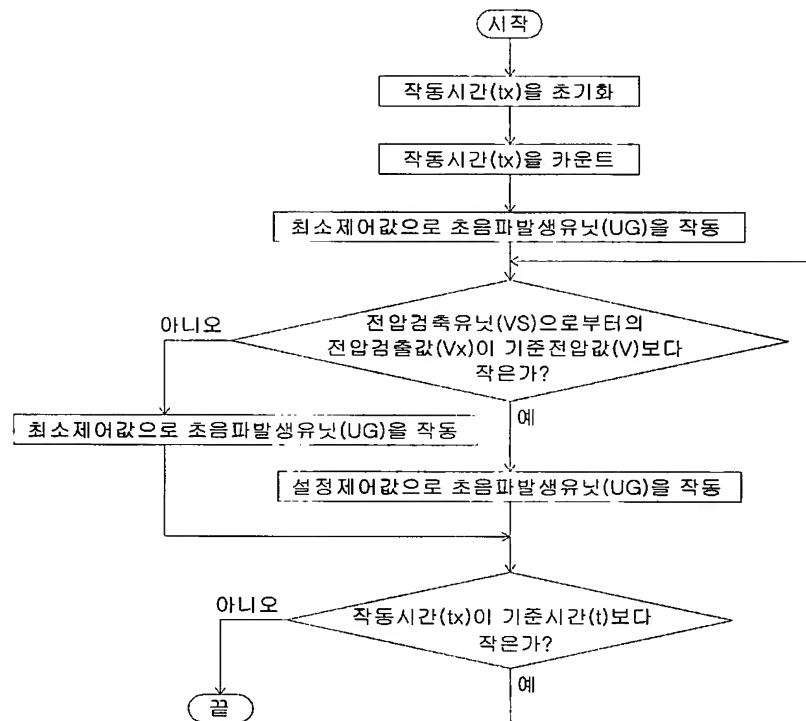 시작
작동시간(tx)을 초기화
작동시간(tx)을 카운트
최소제어값으로 초음파발생유닛(UG)을 작동
아니오
전압검축유닛(VS)으로부터의
전압검출값(Vx)이 기준전압값(V)보다
작은가?
예
최소제어값으로 초음파발생유닛(UG)을 작동
설정제어값으로 초음파발생유닛(UG)을 작동
아니오
작동시간(tx)이 기준시간(t)보다
작은가?
예
끝